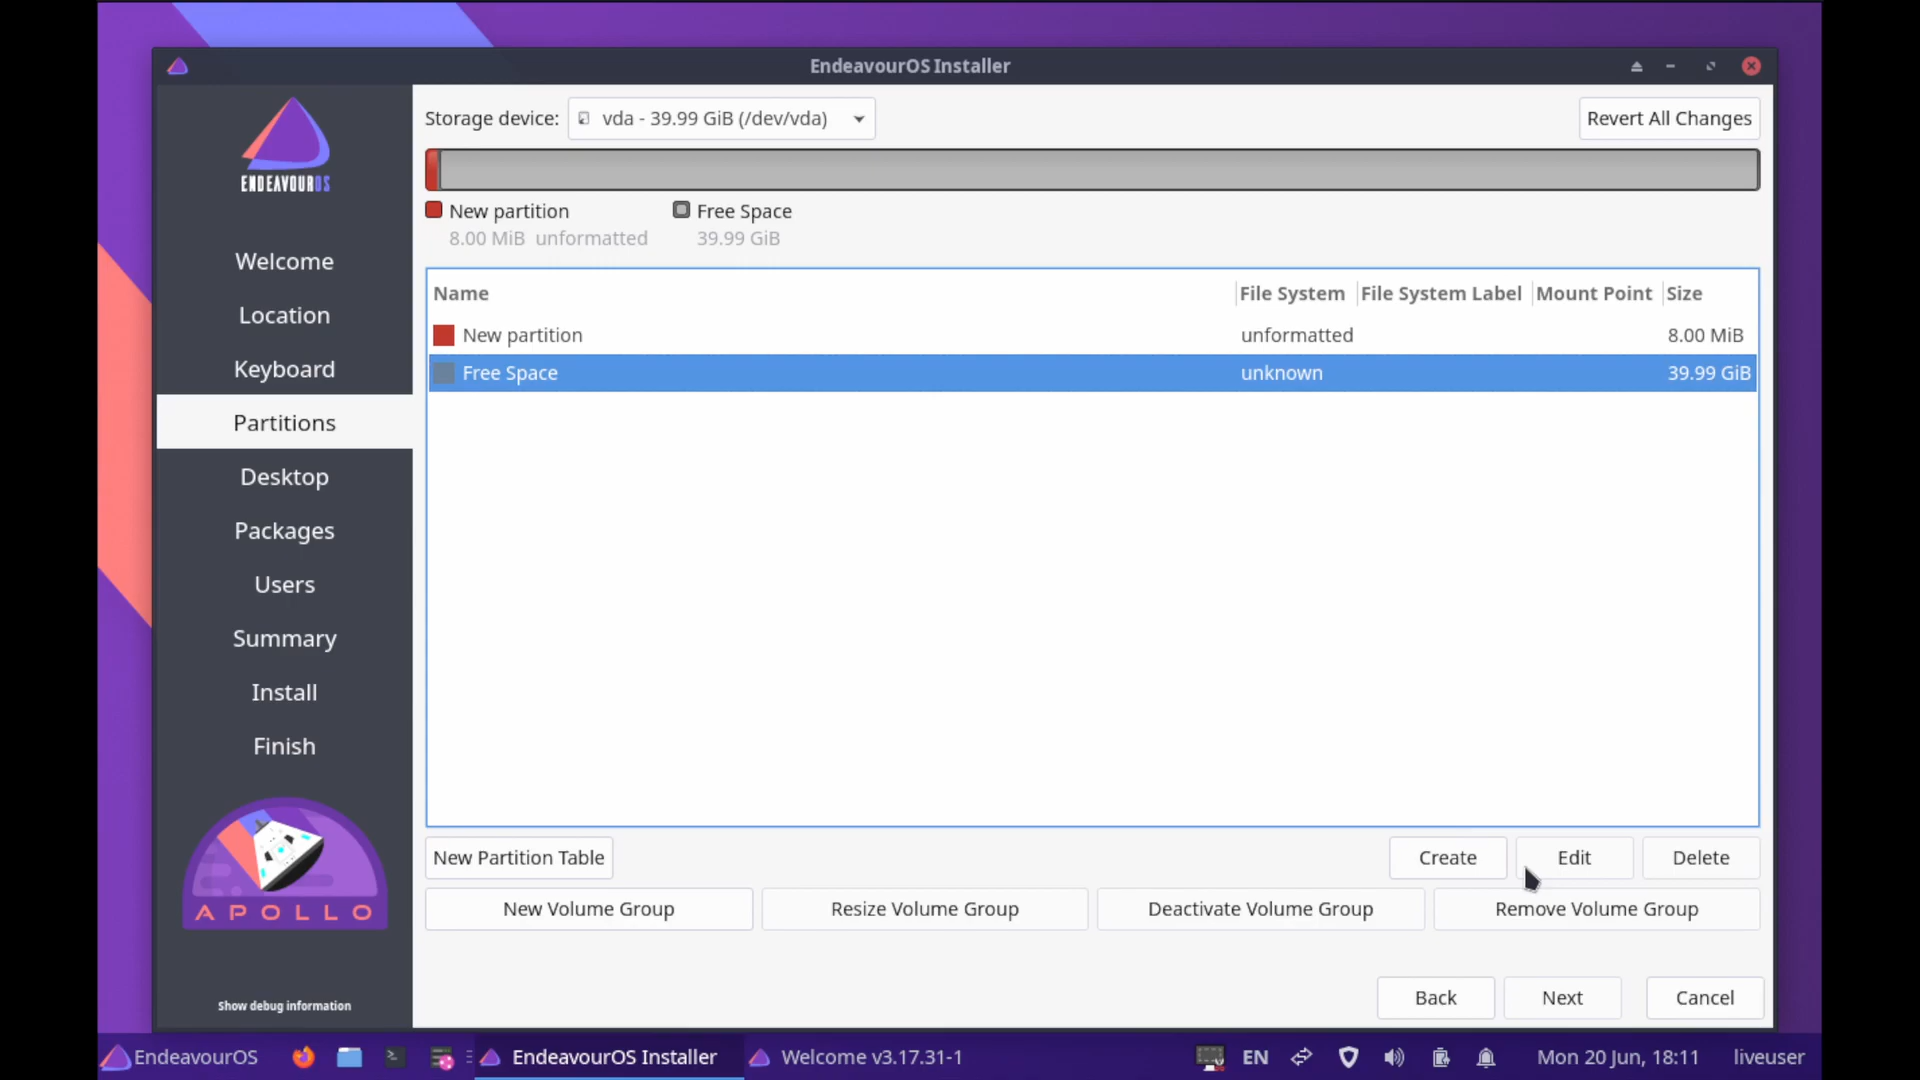 EndeavourOS Installer
ENDEAVOUROS
Welcome
Location
Keyboard
Partitions
Desktop
Packages
Users
Summary
Install
Finish
APOLLO
Show debug information
Storage device: vda - 39.99 GiB (/dev/vda) Revert All Changes
New partition Free Space
8.00 MiB unformatted 39.99 GiB
Name File System File System Label Mount Point Size
New partition unformatted 8.00 MiB
Free Space unknown 39.99 GiB
New Partition Table Create Edit Delete
New Volume Group Resize Volume Group Deactivate Volume Group Remove Volume Group
Back Next Cancel
EndeavourOS EndeavourOS Installer Welcome v3.17.31-1 EN Mon 20 Jun, 18:11 liveuser